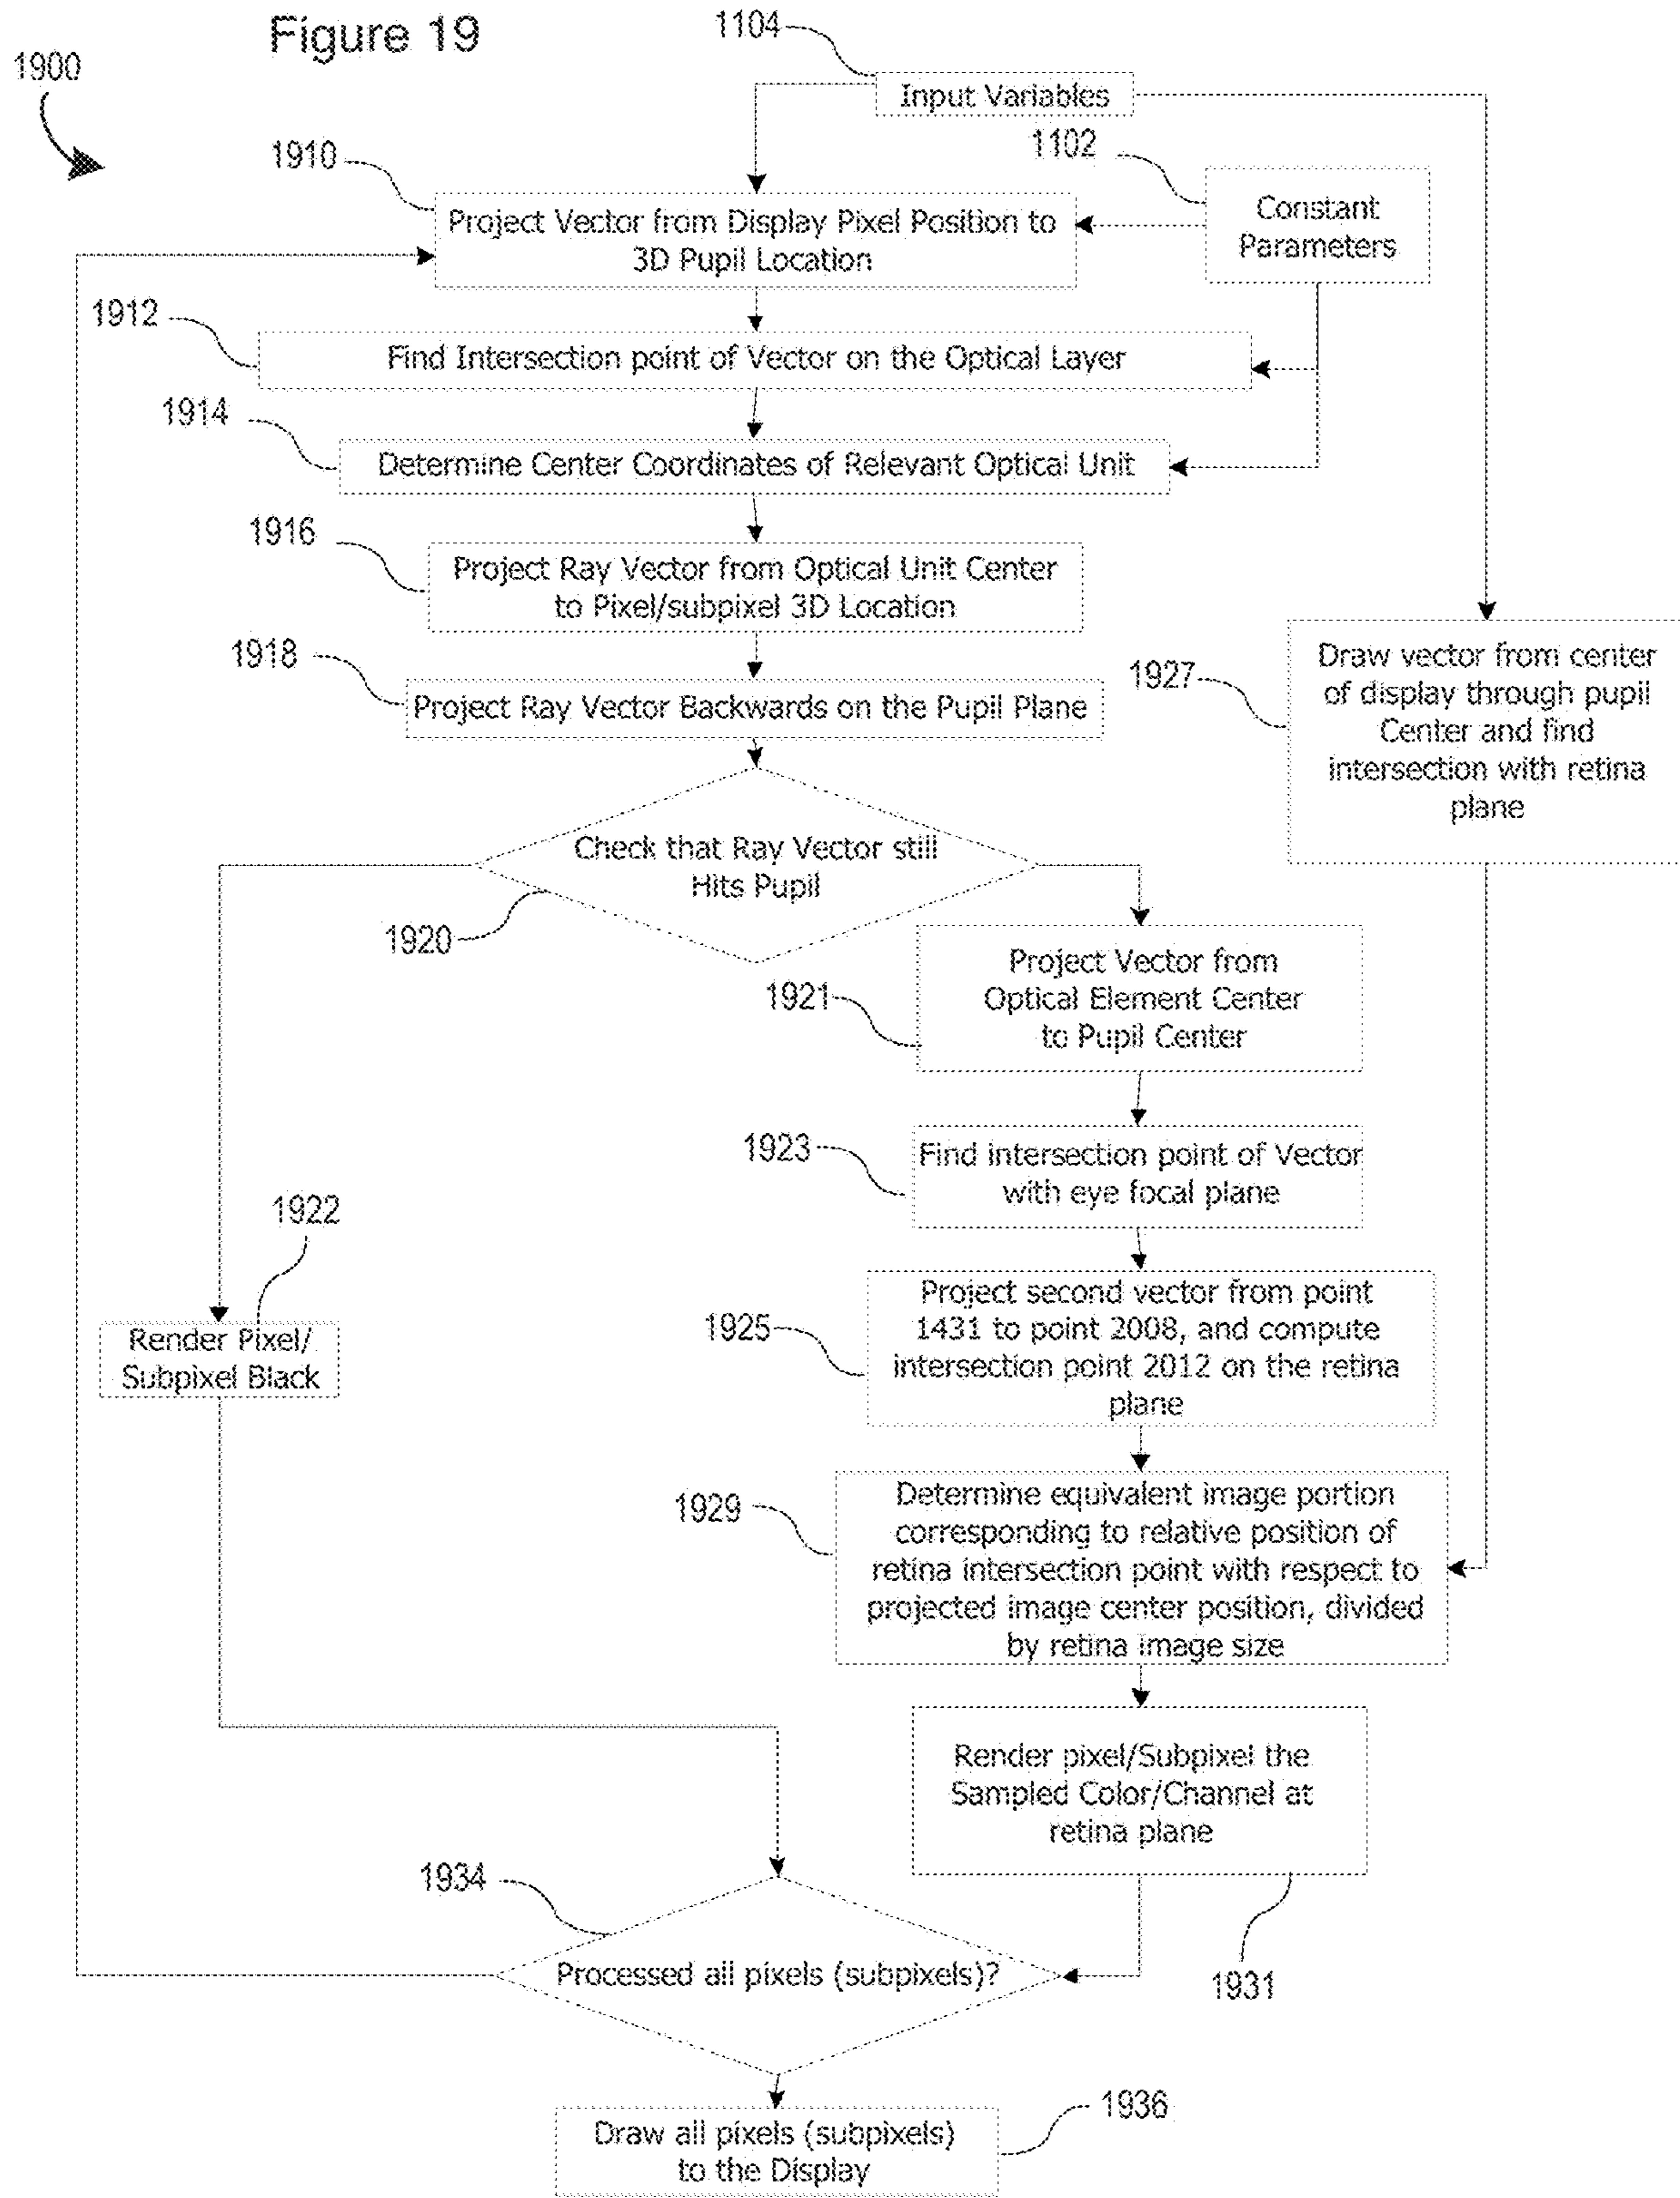 Figure 19
1900
1104
Input Variables
1102
Constant
Parameters
1910
Project Vector from Display Pixel Position to
3D Pupil Location
1912
Find Intersection point of Vector on the Optical Layer
1914
Determine Center Coordinates of Relevant Optical Unit
1916
Project Ray Vector from Optical Unit Center
to Pixel/subpixel 3D Location
1918
Project Ray Vector Backwards on the Pupil Plane
1927
Draw vector from center
of display through pupil
Center and find
intersection with retina
plane
Check that Ray Vector still
Hits Pupil
1920
1921
Project Vector from
Optical Element Center
to Pupil Center
1923
Find intersection point of Vector
with eye focal plane
1922
Render Pixel/
Subpixel Black
1925
Project second vector from point
1431 to point 2008, and compute
intersection point 2012 on the retina
plane
1929
Determine equivalent image portion
corresponding to relative position of
retina intersection point with respect to
projected image center position, divided
by retina image size
Render pixel/Subpixel the
Sampled Color/Channel at
retina plane
1931
1934
Processed all pixels (subpixels)?
1936
Draw all pixels (subpixels)
to the Display